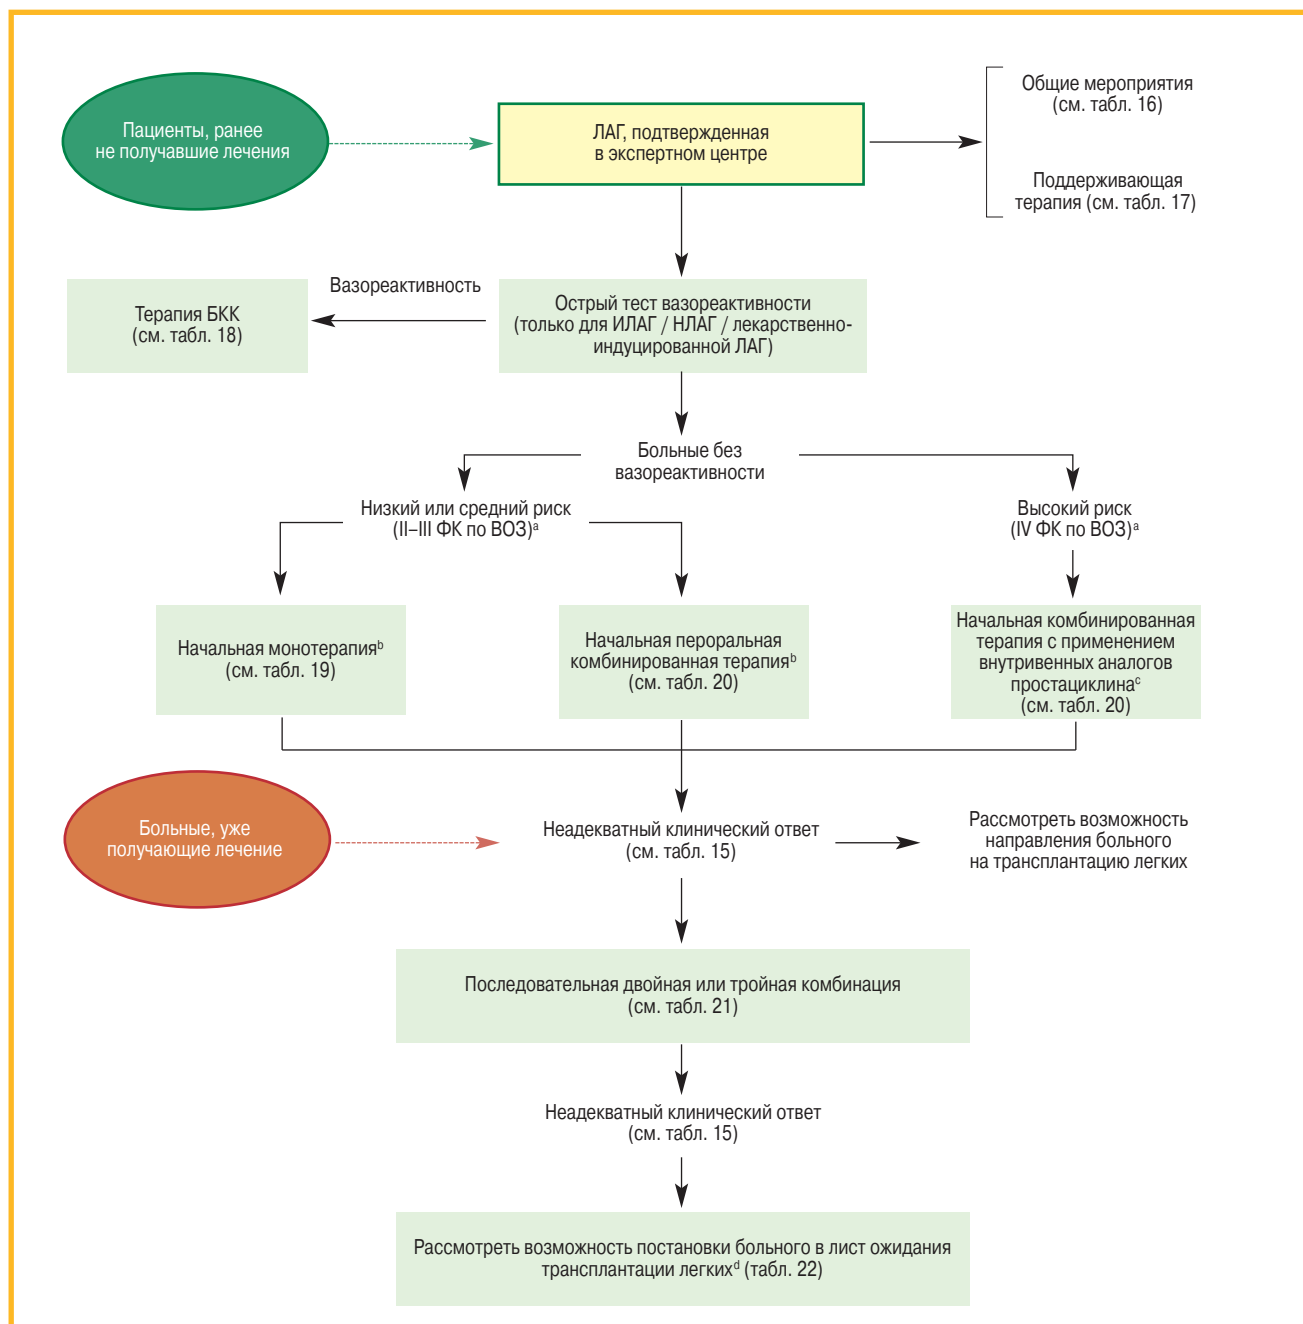 Пациенты, ранее
не получавшие лечения
ЛАГ, подтвержденная
в экспертном центре
Общие мероприятия
(см. табл. 16)
Поддерживающая
терапия (см. табл. 17)
Терапия БКК
(см. табл. 18)
Вазореактивность
Острый тест вазореактивности
(только для ИЛАГ / НЛАГ / лекарственно-
индуцированной ЛАГ)
Больные без
вазореактивности
Низкий или средний риск
(II–III ФК по ВОЗ)ᵃ
Высокий риск
(IV ФК по ВОЗ)ᵃ
Начальная монотерапияᵇ
(см. табл. 19)
Начальная пероральная
комбинированная терапияᵇ
(см. табл. 20)
Начальная комбинированная
терапия с применением
внутривенных аналогов
простациклинаᶜ
(см. табл. 20)
Больные, уже
получающие лечение
Неадекватный клинический ответ
(см. табл. 15)
Рассмотреть возможность
направления больного
на трансплантацию легких
Последовательная двойная или тройная комбинация
(см. табл. 21)
Неадекватный клинический ответ
(см. табл. 15)
Рассмотреть возможность постановки больного в лист ожидания
трансплантации легкихᵈ (табл. 22)